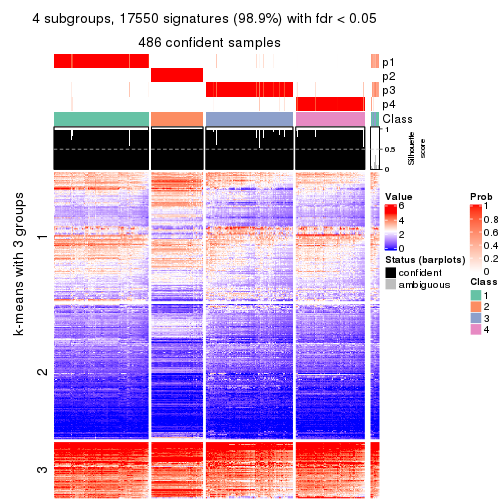 4 subgroups, 17550 signatures (98.9%) with fdr < 0.05
486 confident samples
p1
p2
p3
p4
Class
1
0.5
0
Silhouette
score
k-means with 3 groups
1
2
3
Value
6
4
2
0
Status (barplots)
confident
ambiguous
Prob
1
0.8
0.6
0.4
0.2
0
Class
1
2
3
4